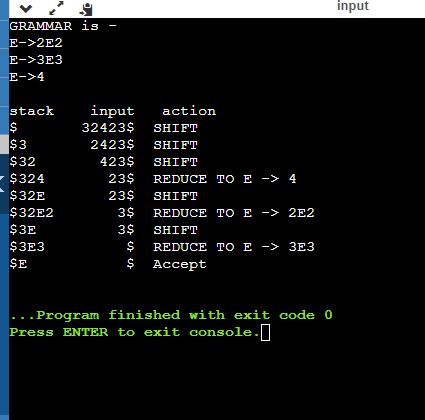 input
GRAMMAR is -
E->2E2
E->3E3
E->4
stack input action
$ 32423$ SHIFT
$3 2423$ SHIFT
$32 423$ SHIFT
$324 23$ REDUCE TO E -> 4
$32E 23$ SHIFT
$32E2 3$ REDUCE TO E -> 2E2
$3E 3$ SHIFT
$3E3 $ REDUCE TO E -> 3E3
$E $ Accept
...Program finished with exit code 0
Press ENTER to exit console.